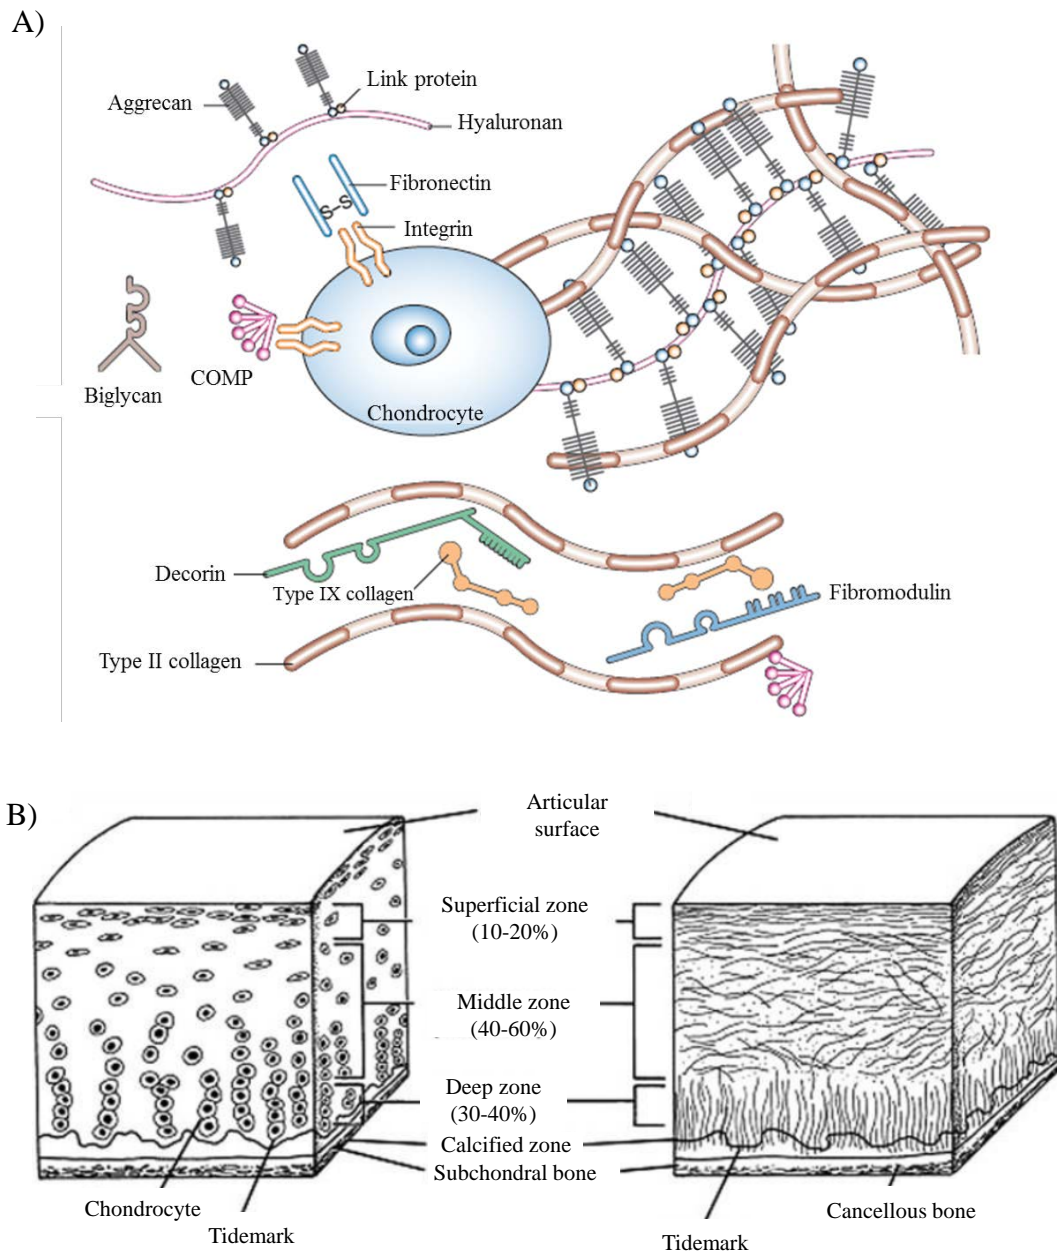 A)
Link protein
Aggrecan
Hyaluronan
Fibronectin
S-S
Integrin
Biglycan
COMP
Chondrocyte
Decorin
Type IX collagen
Fibromodulin
Type II collagen
B)
Articular
surface
Superficial zone
(10-20%)
Middle zone
(40-60%)
Deep zone
(30-40%)
Calcified zone
Subchondral bone
Chondrocyte
Tidemark
Cancellous bone
Tidemark